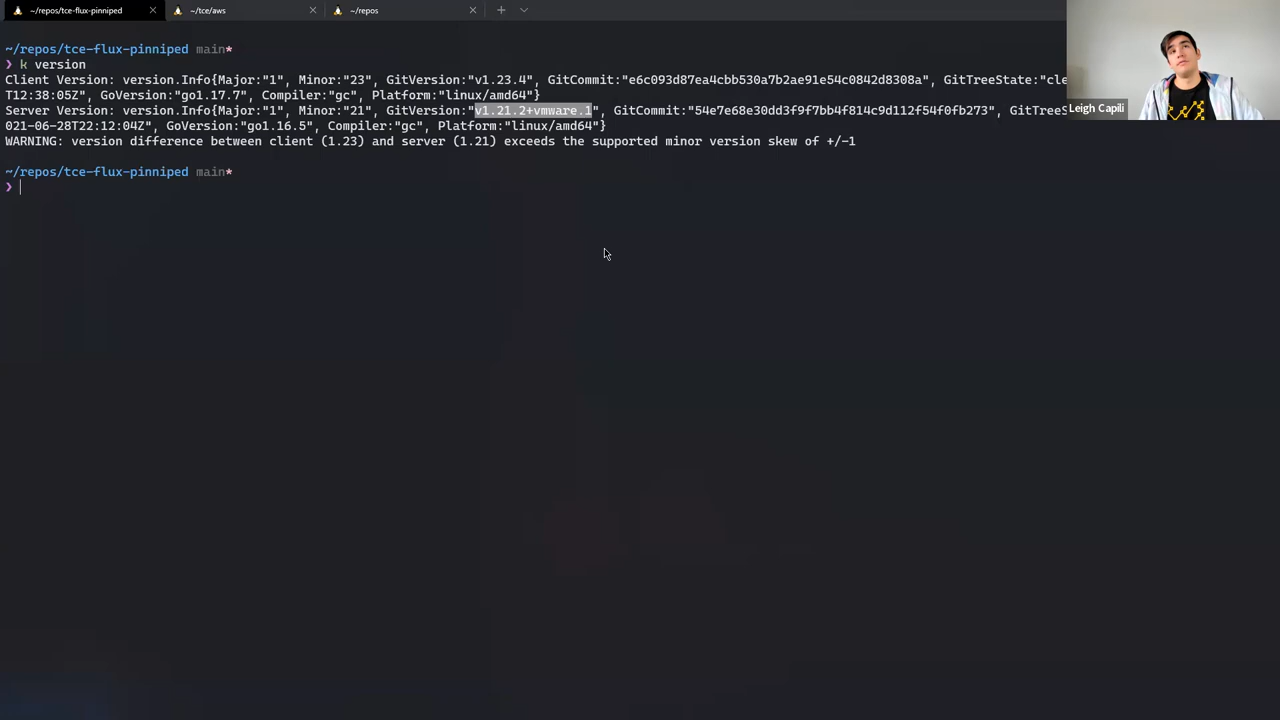 ~/repos/tce-flux-pinniped
~/tce/aws
~/repos
~/repos/tce-flux-pinniped main*
❯ k version
Client Version: version.Info{Major:"1", Minor:"23", GitVersion:"v1.23.4", GitCommit:"e6c093d87ea4cbb530a7b2ae91e54c0842d8308a", GitTreeState:"cle
T12:38:05Z", GoVersion:"go1.17.7", Compiler:"gc", Platform:"linux/amd64"}
Server Version: version.Info{Major:"1", Minor:"21", GitVersion:"v1.21.2+vmware.1", GitCommit:"54e7e68e30dd3f9f7bb4f814c9d112f54f0fb273", GitTreeS
021-06-28T22:12:04Z", GoVersion:"go1.16.5", Compiler:"gc", Platform:"linux/amd64"}
WARNING: version difference between client (1.23) and server (1.21) exceeds the supported minor version skew of +/-1
~/repos/tce-flux-pinniped main*
❯
Leigh Capili